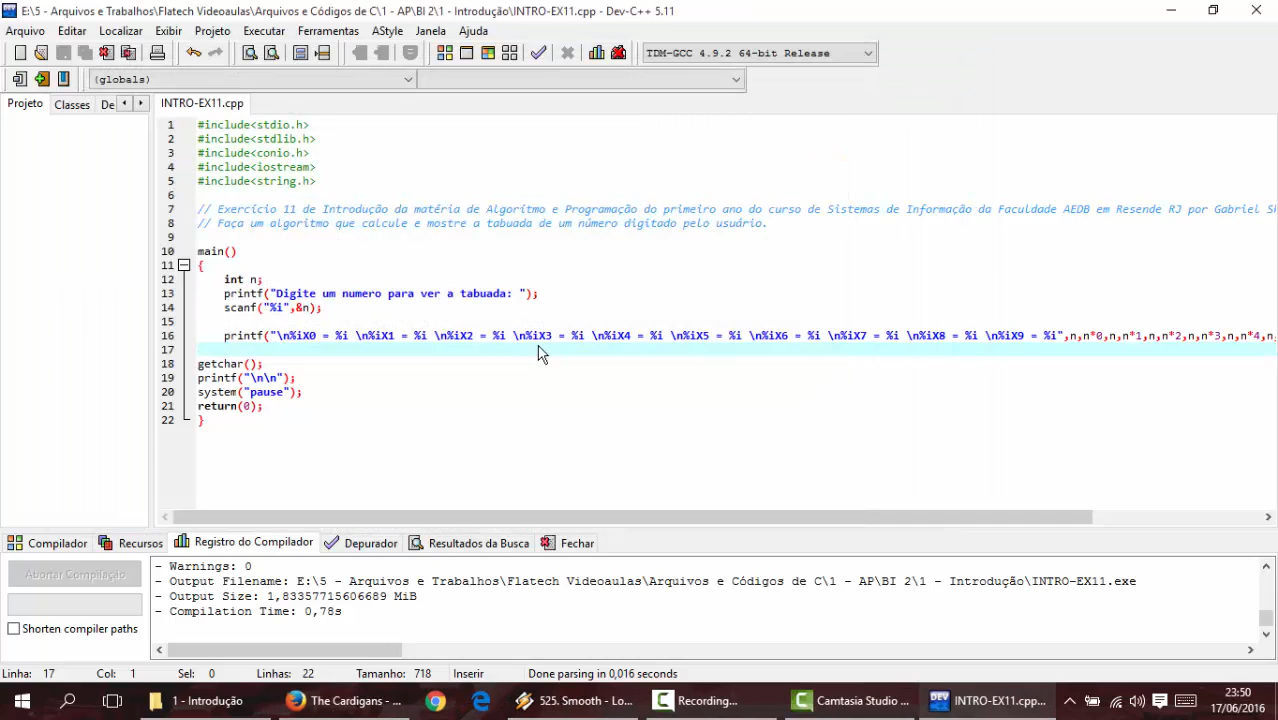 E:\5 - Arquivos e Trabalhos\Flatech Videoaulas\Arquivos e Códigos de C\1 - AP\BI 2\1 - Introdução\INTRO-EX11.cpp - Dev-C++ 5.11
Arquivo Editar Localizar Exibir Projeto Executar Ferramentas AStyle Janela Ajuda
TDM-GCC 4.9.2 64-bit Release
(globals)
Projeto Classes De INTRO-EX11.cpp
1 #include<stdio.h>
2 #include<stdlib.h>
3 #include<conio.h>
4 #include<iostream>
5 #include<string.h>
6
7 // Exercício 11 de Introdução da matéria de Algoritmo e Programação do primeiro ano do curso de Sistemas de Informação da Faculdade AEDB em Resende RJ por Gabriel
8 // Faça um algoritmo que calcule e mostre a tabuada de um número digitado pelo usuário.
9
10 main()
11 {
12 int n;
13 printf("Digite um numero para ver a tabuada: ");
14 scanf("%i",&n);
15
16 printf("\n%iX0 = %i \n%iX1 = %i \n%iX2 = %i \n%iX3 = %i \n%iX4 = %i \n%iX5 = %i \n%iX6 = %i \n%iX7 = %i \n%iX8 = %i \n%iX9 = %i",n,n*0,n,n*1,n,n*2,n,n*3,n,n*4,n
17
18 getchar();
19 printf("\n\n");
20 system("pause");
21 return(0);
22 }
Compilador Recursos Registro do Compilador Depurador Resultados da Busca Fechar
Abortar Compilação
Shorten compiler paths
- Warnings: 0
- Output Filename: E:\5 - Arquivos e Trabalhos\Flatech Videoaulas\Arquivos e Códigos de C\1 - AP\BI 2\1 - Introdução\INTRO-EX11.exe
- Output Size: 1,83357715606689 MiB
- Compilation Time: 0,78s
Linha: 17 Col: 1 Sel: 0 Linhas: 22 Tamanho: 718 Inserir Done parsing in 0,016 seconds
1 - Introdução The Cardigans - ... 525. Smooth - Lo... Recording... Camtasia Studio ... DEV INTRO-EX11.cpp... 23:50
17/06/2016